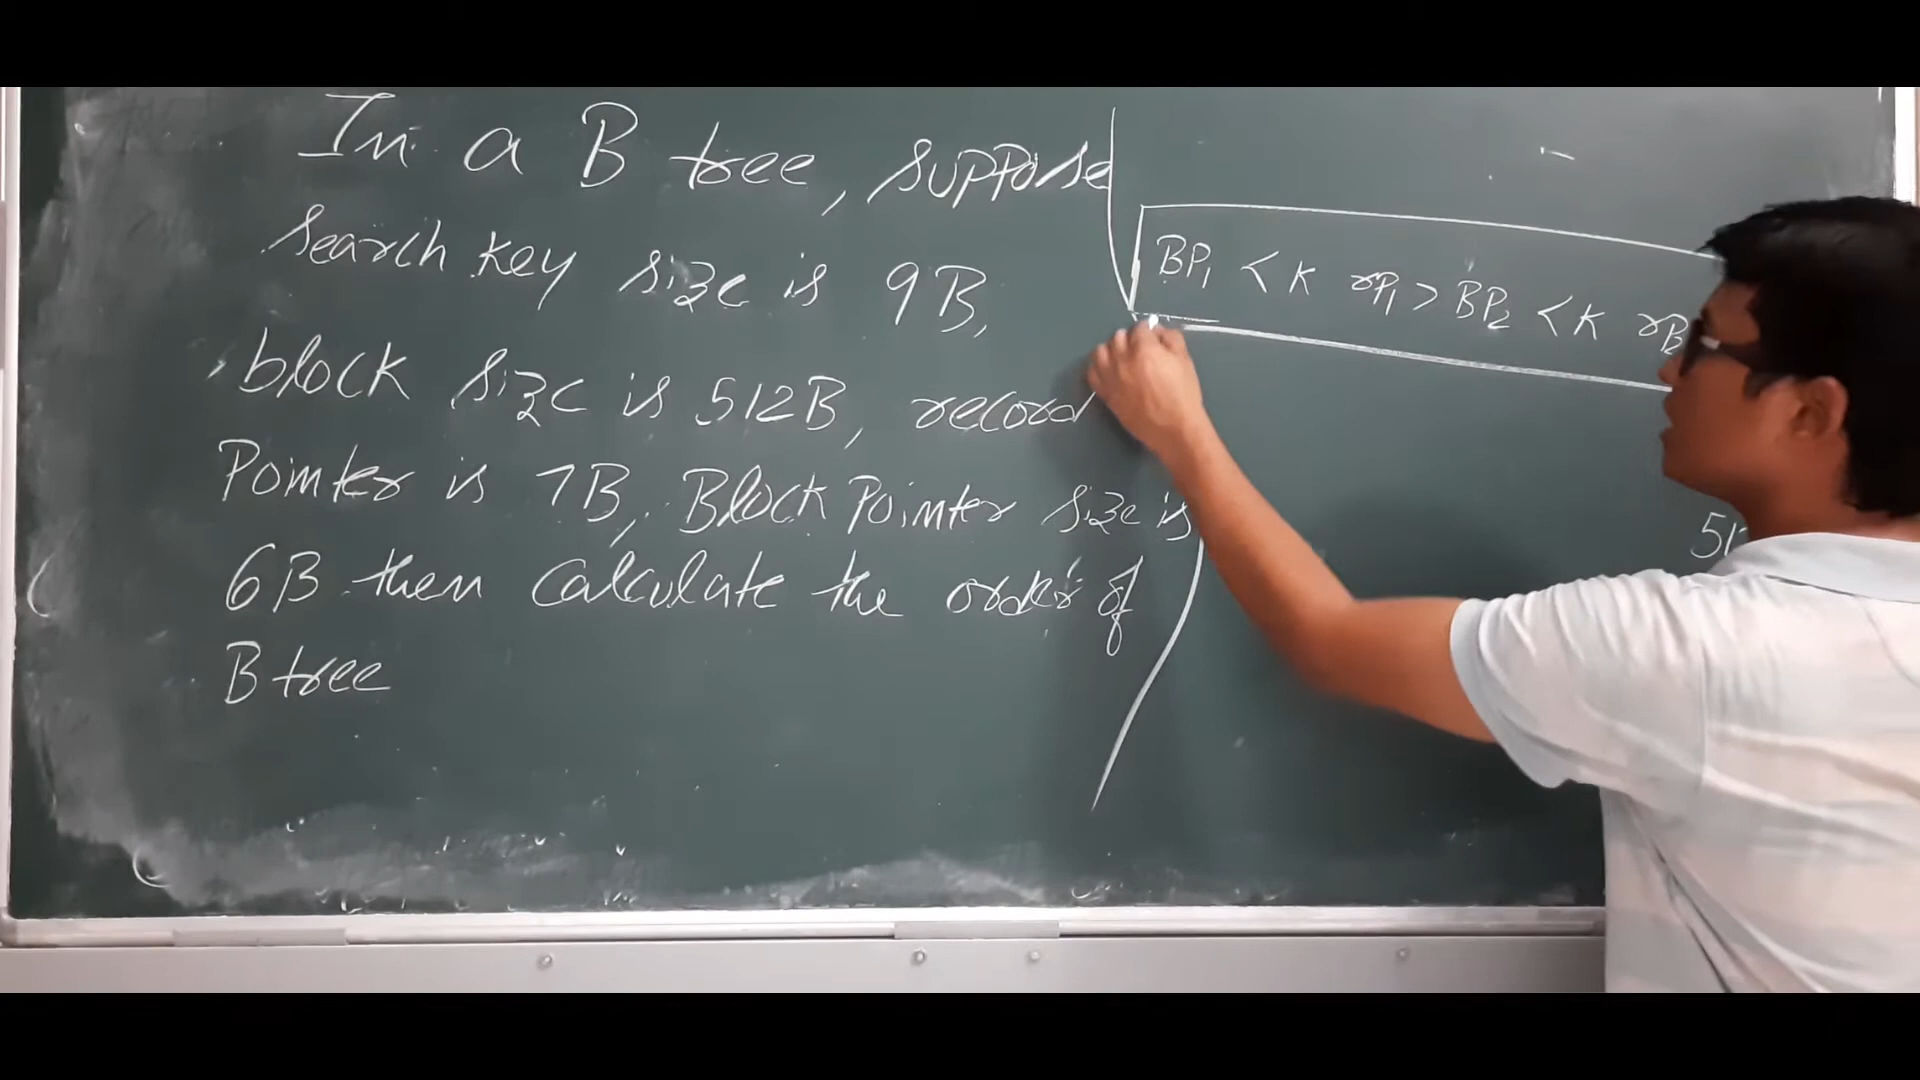 In a B tree, suppose
search key size is 9B,
block size is 512B, record
Pointer is 7B, Block Pointer size is
6B then calculate the order of
B tree
BP₁ < K rP₁ > BP₂ < K rP₂